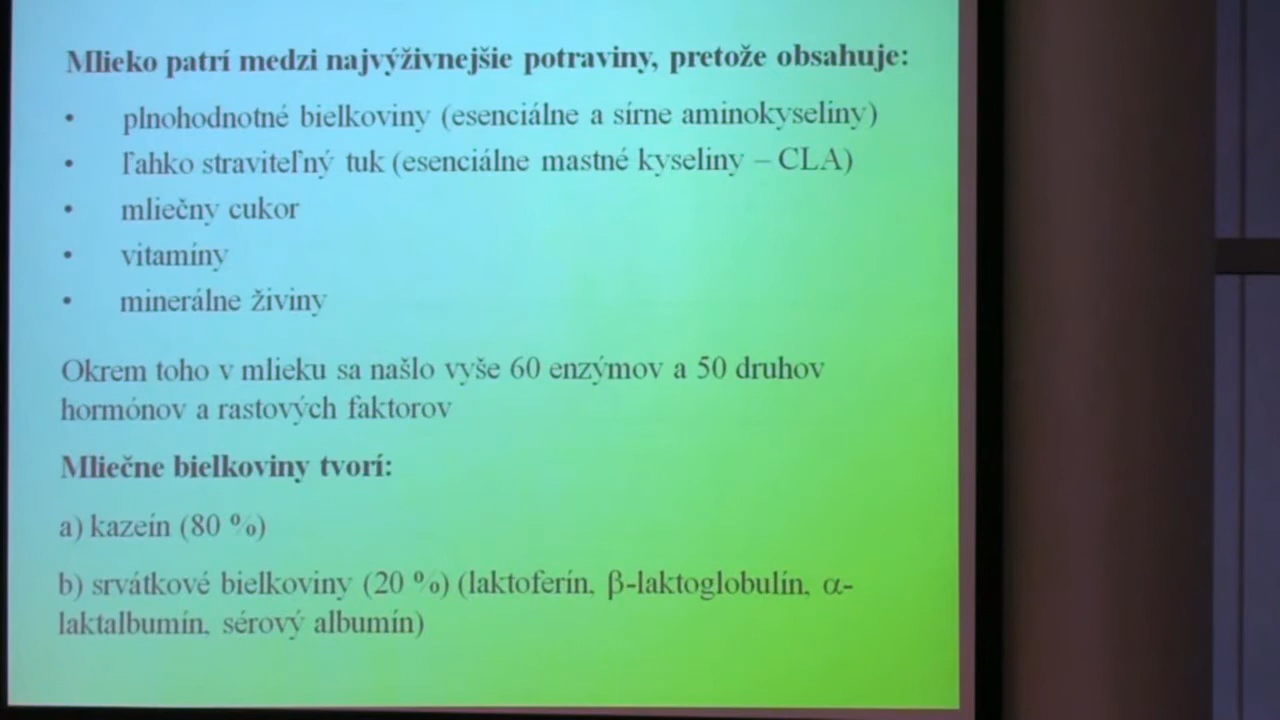 Mlieko patrí medzi najvýživnejšie potraviny, pretože obsahuje:
• plnohodnotné bielkoviny (esenciálne a sírne aminokyseliny)
• ľahko straviteľný tuk (esenciálne mastné kyseliny – CLA)
• mliečny cukor
• vitamíny
• minerálne živiny
Okrem toho v mlieku sa našlo vyše 60 enzýmov a 50 druhov
hormónov a rastových faktorov
Mliečne bielkoviny tvorí:
a) kazeín (80 %)
b) srvátkové bielkoviny (20 %) (laktoferín, β-laktoglobulín, α-
laktalbumín, sérový albumín)